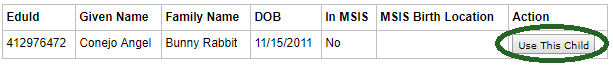 EduId Given Name Family Name DOB In MSIS MSIS Birth Location Action
412976472 Conejo Angel Bunny Rabbit 11/15/2011 No Use This Child